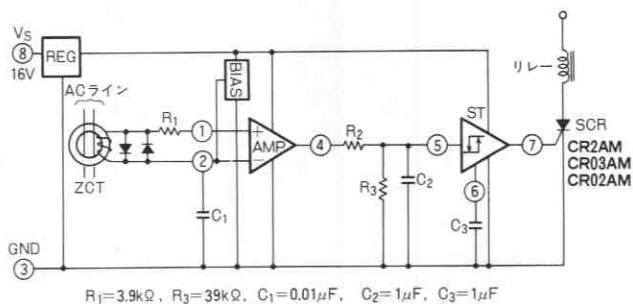 VS
8
16V
REG
ACライン
BIAS
R1
1
2
ZCT
C1
+
−
AMP
4
R2
R3
C2
5
ST
6
C3
7
リレー
SCR
CR2AM
CR03AM
CR02AM
GND
3
R1=3.9kΩ, R3=39kΩ, C1=0.01μF, C2=1μF, C3=1μF